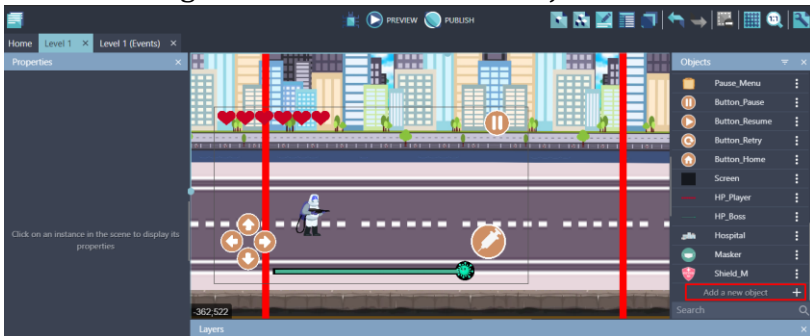 PREVIEW
PUBLISH
Home
Level 1 ×
Level 1 (Events) ×
Properties ×
Objects ×
Click on an instance in the scene to display its
properties
Pause_Menu
Button_Pause
Button_Resume
Button_Retry
Button_Home
Screen
HP_Player
HP_Boss
Hospital
Masker
Shield_M
Add a new object +
Search
-362;522
Layers ×